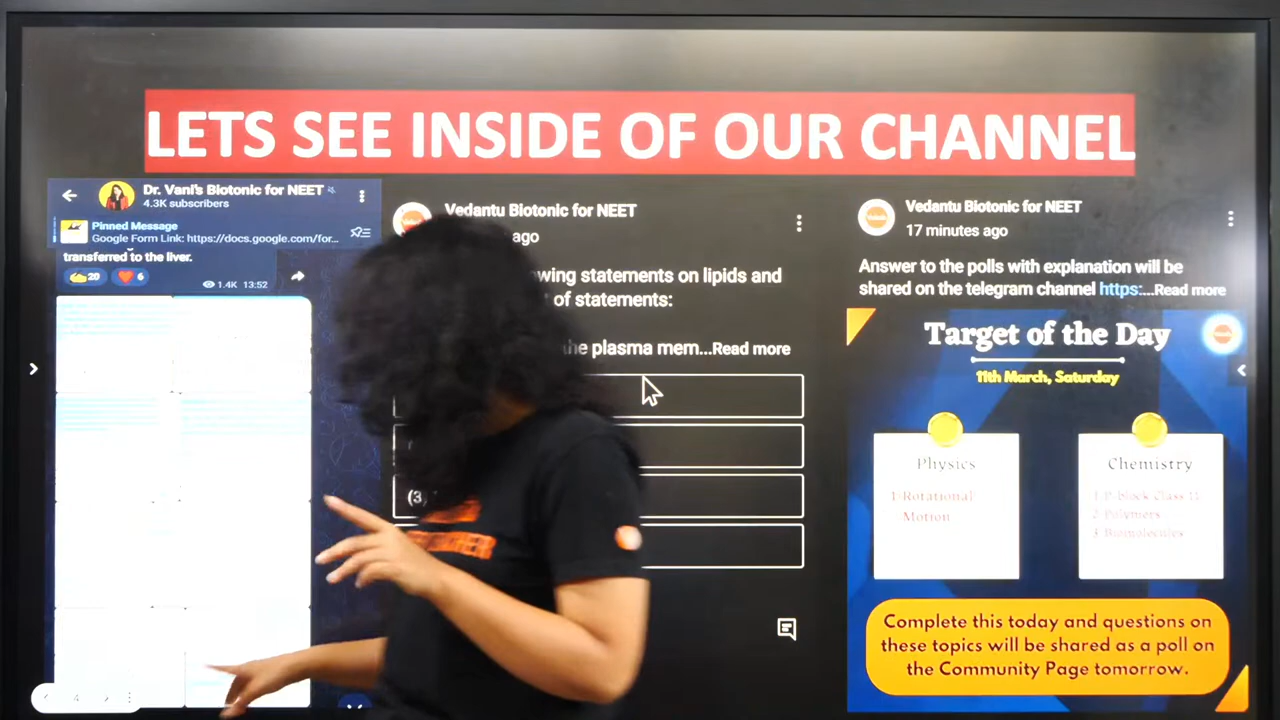 LETS SEE INSIDE OF OUR CHANNEL
Dr. Vani's Biotonic for NEET
4.3K subscribers
Pinned Message
Google Form Link: https://docs.google.com/for...
transferred to the liver.
20
6
1.4K 13:52
Vedantu Biotonic for NEET
ago
wing statements on lipids and
of statements:
the plasma mem...Read more
(3
Vedantu Biotonic for NEET
17 minutes ago
Answer to the polls with explanation will be
shared on the telegram channel https:...Read more
Target of the Day
11th March, Saturday
Physics
1 Rotational
Motion
Chemistry
1 P-block Class 11
2 Polymers
3 Biomolecules
Complete this today and questions on
these topics will be shared as a poll on
the Community Page tomorrow.